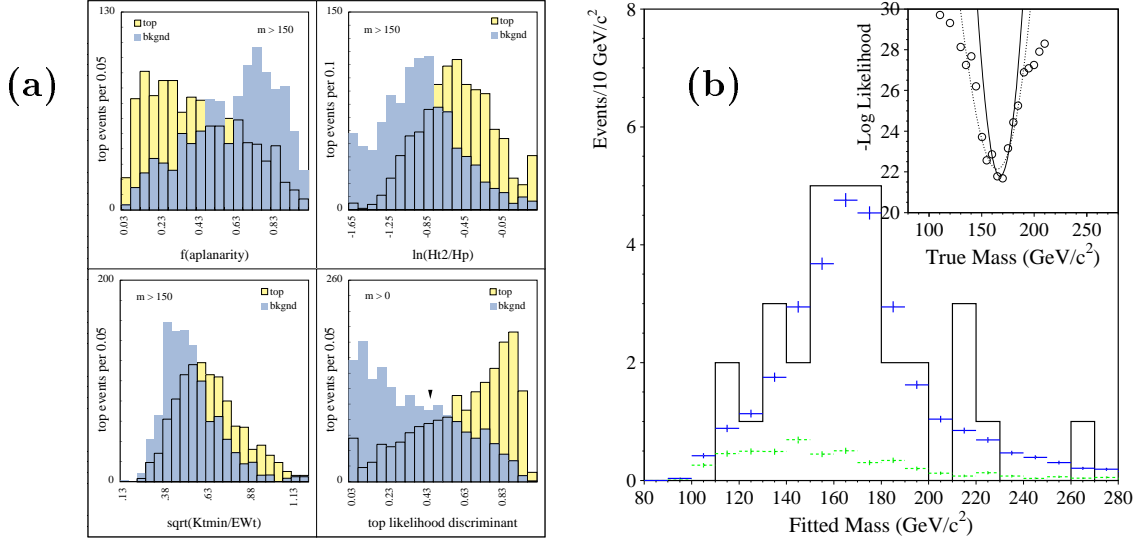 (a)
130
top
bkgnd
m > 150
top events per 0.05
0
0.03
0.23
0.43
0.63
0.83
f(aplanarity)
150
m > 150
top
bkgnd
top events per 0.1
0
-1.65
-1.25
-0.85
-0.45
-0.05
ln(Ht2/Hp)
600
m > 150
top
bkgnd
top events per 0.05
0
.13
.38
.63
.88
1.13
sqrt(Ktmin/EWt)
260
m > 0
top
bkgnd
top events per 0.05
0
0.03
0.23
0.43
0.63
0.83
top likelihood discriminant
(b)
Events/10 GeV/c²
8
6
4
2
0
80 100 120 140 160 180 200 220 240 260 280
Fitted Mass (GeV/c²)
-Log Likelihood
30
28
26
24
22
20
100 150 200 250
True Mass (GeV/c²)